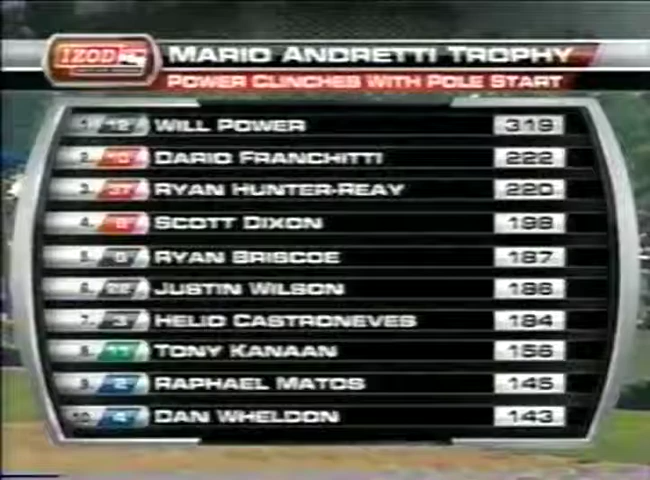 IZOD
MARIO ANDRETTI TROPHY
POWER CLINCHES WITH POLE START
1. 12 WILL POWER 319
2. 10 DARIO FRANCHITTI 222
3. 37 RYAN HUNTER-REAY 220
4. 9 SCOTT DIXON 198
5. 6 RYAN BRISCOE 187
6. 22 JUSTIN WILSON 186
7. 3 HELIO CASTRONEVES 184
8. 11 TONY KANAAN 156
9. 2 RAPHAEL MATOS 145
10. 4 DAN WHELDON 143